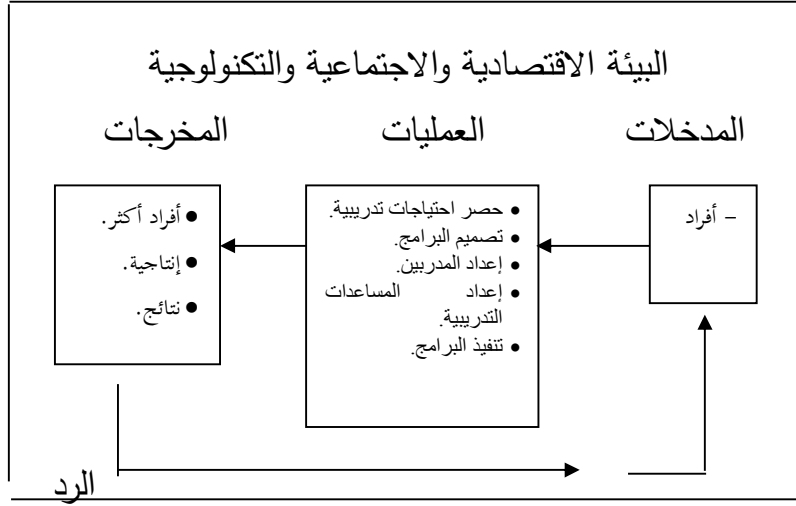 البيئة الاقتصادية والاجتماعية والتكنولوجية
المدخلات
العمليات
المخرجات
– أفراد
• حصر احتياجات تدريبية.
• تصميم البرامج.
• إعداد المدربين.
• إعداد المساعدات
التدريبية.
• تنفيذ البرامج.
• أفراد أكثر.
• إنتاجية.
• نتائج.
الرد